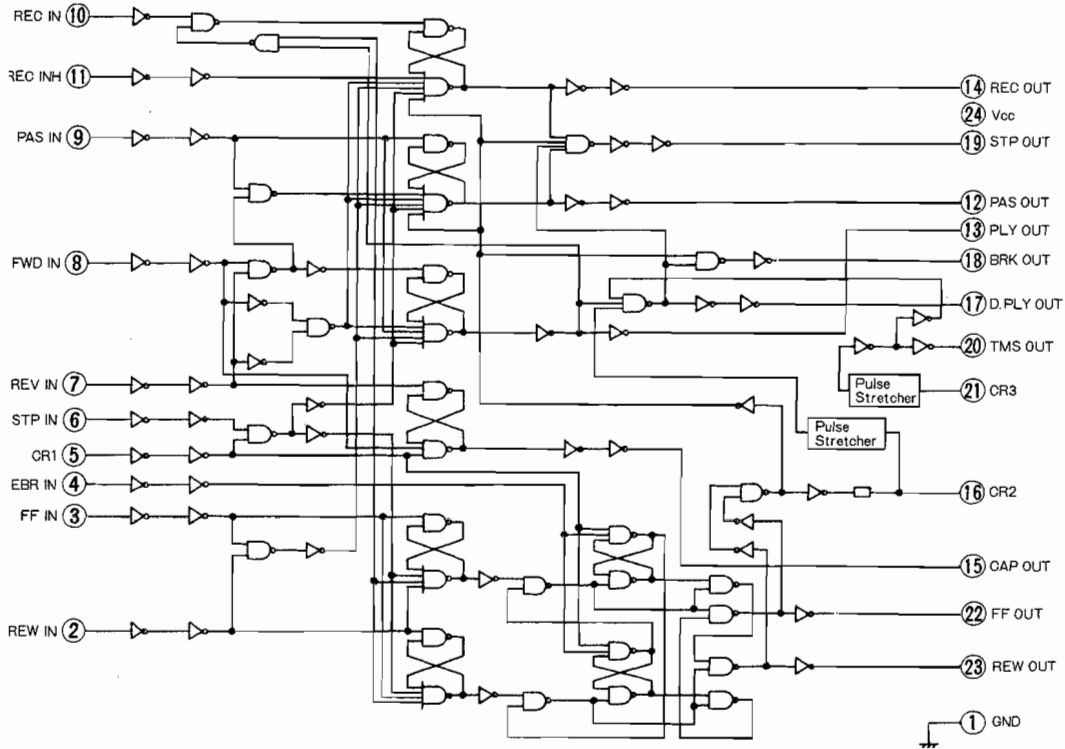 REC IN 10
REC INH 11
14 REC OUT
24 Vcc
PAS IN 9
19 STP OUT
12 PAS OUT
13 PLY OUT
FWD IN 8
18 BRK OUT
17 D.PLY OUT
20 TMS OUT
REV IN 7
Pulse
Stretcher
21 CR3
STP IN 6
Pulse
Stretcher
CR1 5
EBR IN 4
16 CR2
FF IN 3
15 CAP OUT
22 FF OUT
REW IN 2
23 REW OUT
1 GND